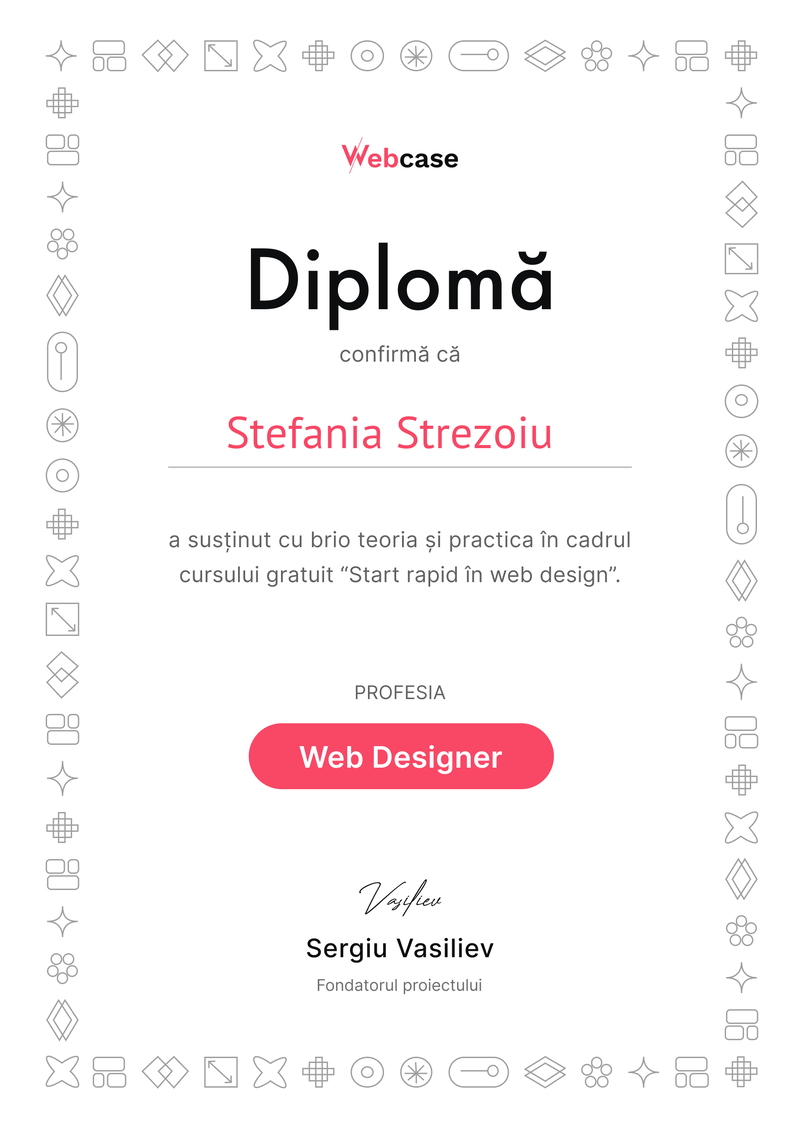 Webcase
Diplomă
confirmă că
Stefania Strezoiu
a susținut cu brio teoria și practica în cadrul
cursului gratuit “Start rapid în web design”.
PROFESIA
Web Designer
Vasiliev
Sergiu Vasiliev
Fondatorul proiectului